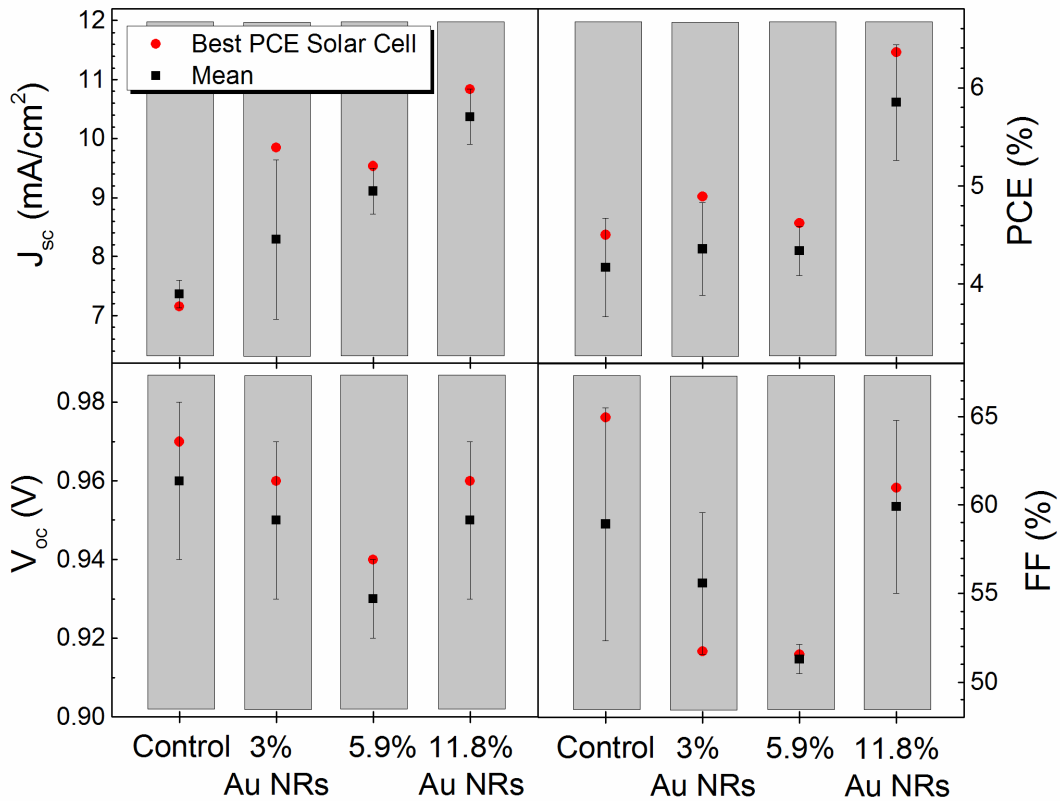 Best PCE Solar Cell
Mean
J_sc (mA/cm²)
12
11
10
9
8
7
PCE (%)
6
5
4
V_oc (V)
0.98
0.96
0.94
0.92
0.90
FF (%)
65
60
55
50
Control 3% 5.9% 11.8%
Au NRs Au NRs
Control 3% 5.9% 11.8%
Au NRs Au NRs